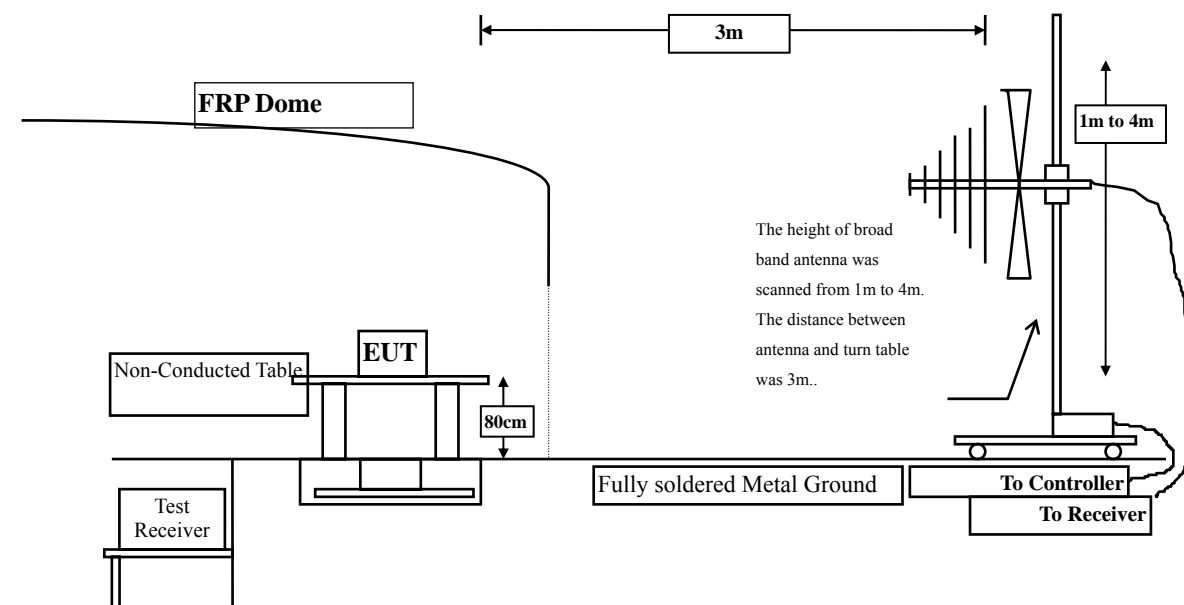 3m
FRP Dome
1m to 4m
The height of broad
band antenna was
scanned from 1m to 4m.
The distance between
antenna and turn table
was 3m..
EUT
Non-Conducted Table
80cm
Fully soldered Metal Ground
To Controller
To Receiver
Test
Receiver